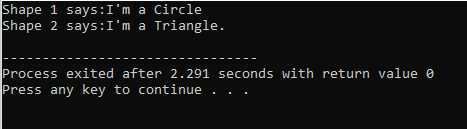 Shape 1 says:I'm a Circle
Shape 2 says:I'm a Triangle.
--------------------------------
Process exited after 2.291 seconds with return value 0
Press any key to continue . . .